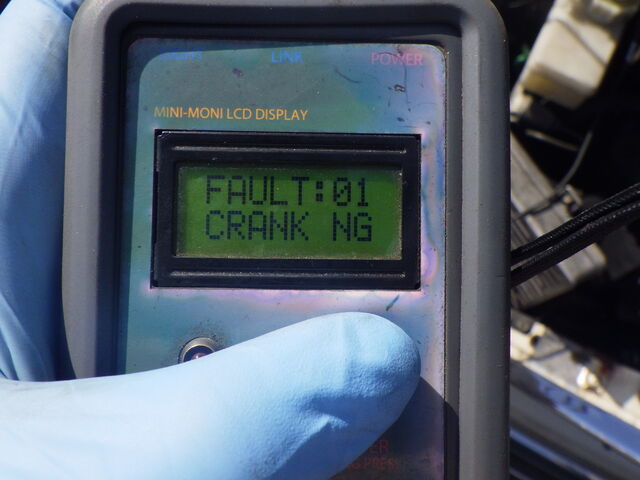 LINK POWER
MINI-MONI LCD DISPLAY
FAULT:01
CRANK NG